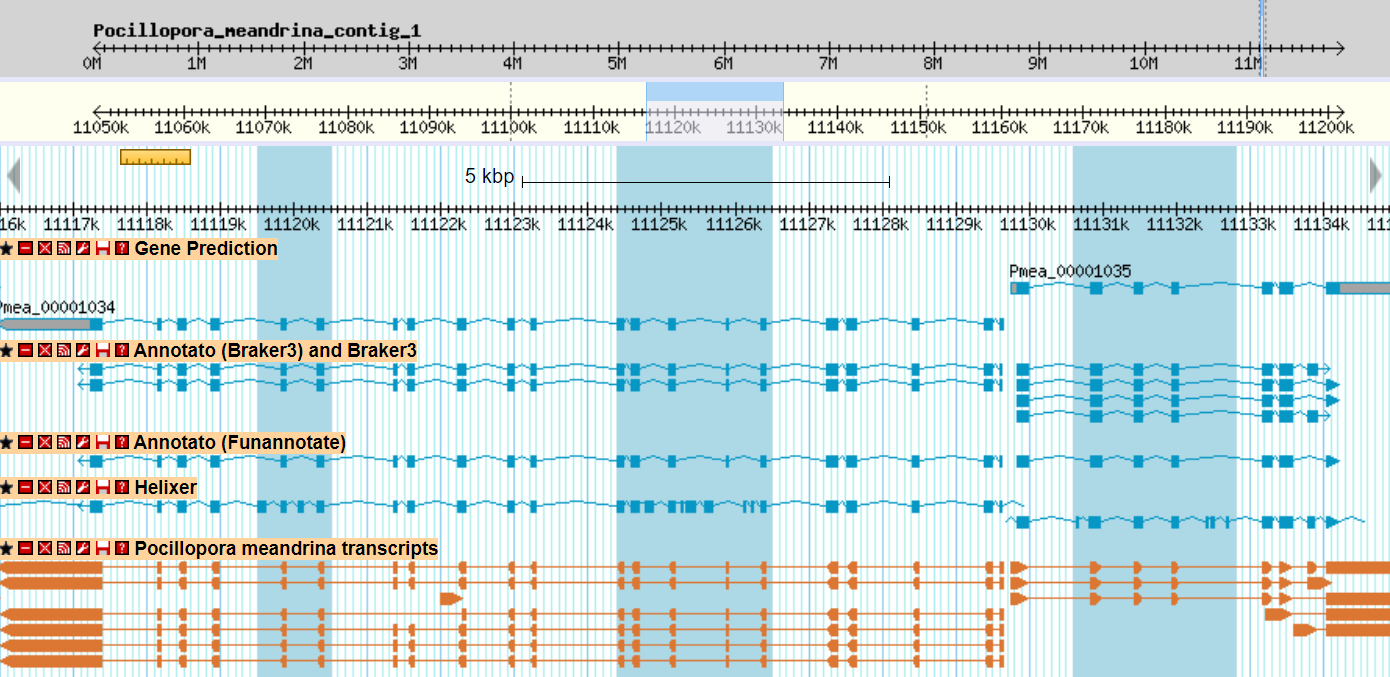 Pocillopora_meandrina_contig_1
0M 1M 2M 3M 4M 5M 6M 7M 8M 9M 10M 11M
11050k 11060k 11070k 11080k 11090k 11100k 11110k 11120k 11130k 11140k 11150k 11160k 11170k 11180k 11190k 11200k
5 kbp
16k 11117k 11118k 11119k 11120k 11121k 11122k 11123k 11124k 11125k 11126k 11127k 11128k 11129k 11130k 11131k 11132k 11133k 11134k 111
Gene Prediction
Pmea_00001035
Pmea_00001034
Annotato (Braker3) and Braker3
Annotato (Funannotate)
Helixer
Pocillopora meandrina transcripts